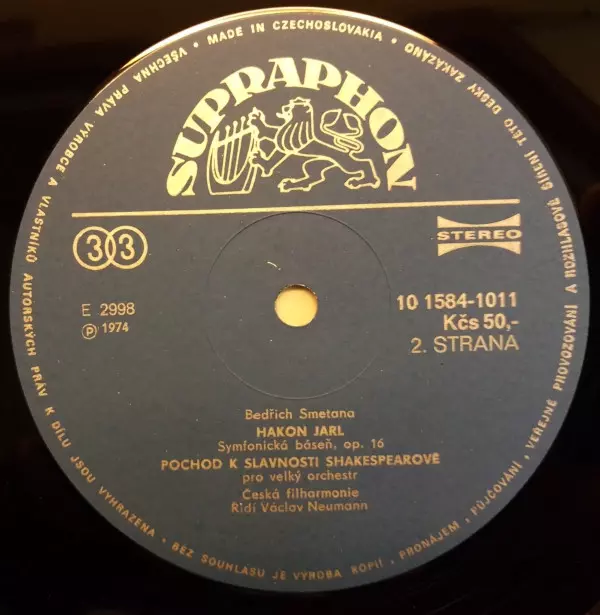 MADE IN CZECHOSLOVAKIA • VŠECHNA PRÁVA VÝROBCE A VLASTNÍKŮ AUTORSKÝCH PRÁV K DÍLU JSOU VYHRAZENA • BEZ SOUHLASU JE VÝROBA KOPIÍ, PRONÁJEM, PŮJČOVÁNÍ, VEŘEJNÉ PROVOZOVÁNÍ A ROZHLASOVÉ ŠÍŘENÍ TÉTO DESKY ZAKÁZÁNO •
SUPRAPHON
33
STEREO
E 2998
Ⓟ 1974
10 1584-1011
Kčs 50,-
2. STRANA
Bedřich Smetana
HAKON JARL
Symfonická báseň, op. 16
POCHOD K SLAVNOSTI SHAKESPEAROVĚ
pro velký orchestr
Česká filharmonie
Řídí Václav Neumann